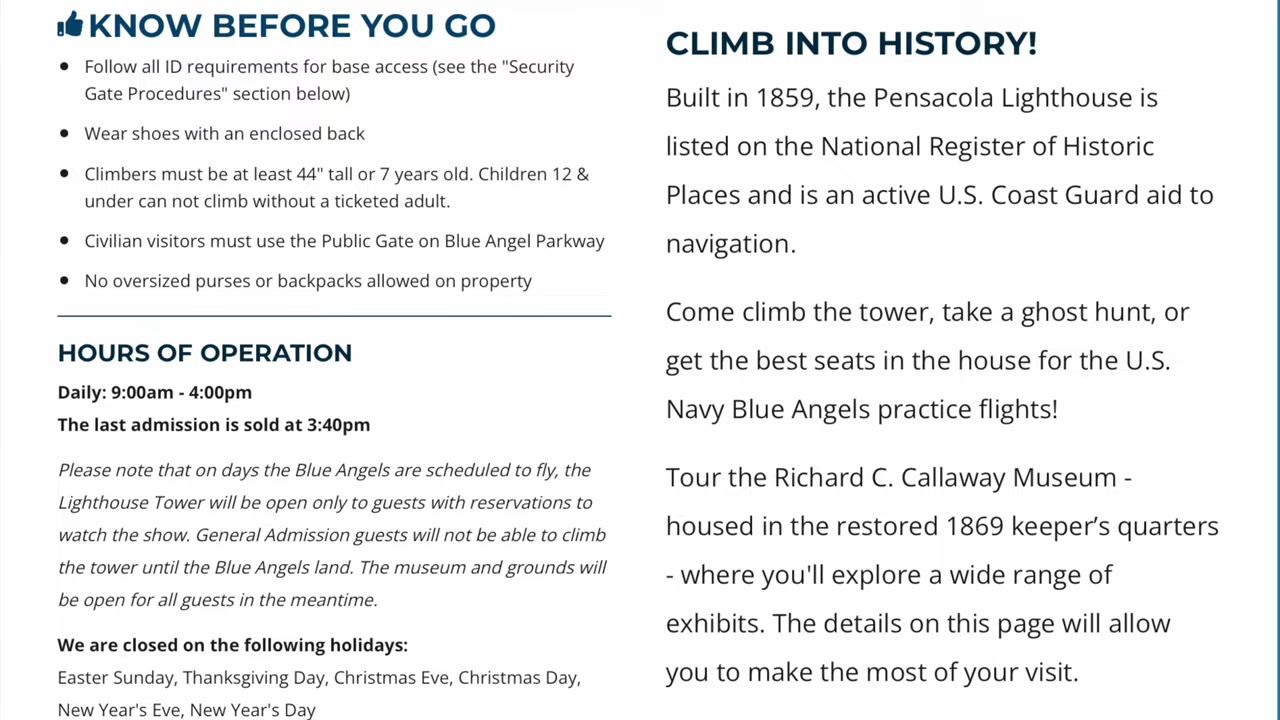 KNOW BEFORE YOU GO
Follow all ID requirements for base access (see the "Security
Gate Procedures" section below)
Wear shoes with an enclosed back
Climbers must be at least 44" tall or 7 years old. Children 12 &
under can not climb without a ticketed adult.
Civilian visitors must use the Public Gate on Blue Angel Parkway
No oversized purses or backpacks allowed on property
HOURS OF OPERATION
Daily: 9:00am - 4:00pm
The last admission is sold at 3:40pm
Please note that on days the Blue Angels are scheduled to fly, the
Lighthouse Tower will be open only to guests with reservations to
watch the show. General Admission guests will not be able to climb
the tower until the Blue Angels land. The museum and grounds will
be open for all guests in the meantime.
We are closed on the following holidays:
Easter Sunday, Thanksgiving Day, Christmas Eve, Christmas Day,
New Year's Eve, New Year's Day
CLIMB INTO HISTORY!
Built in 1859, the Pensacola Lighthouse is
listed on the National Register of Historic
Places and is an active U.S. Coast Guard aid to
navigation.
Come climb the tower, take a ghost hunt, or
get the best seats in the house for the U.S.
Navy Blue Angels practice flights!
Tour the Richard C. Callaway Museum -
housed in the restored 1869 keeper’s quarters
- where you'll explore a wide range of
exhibits. The details on this page will allow
you to make the most of your visit.